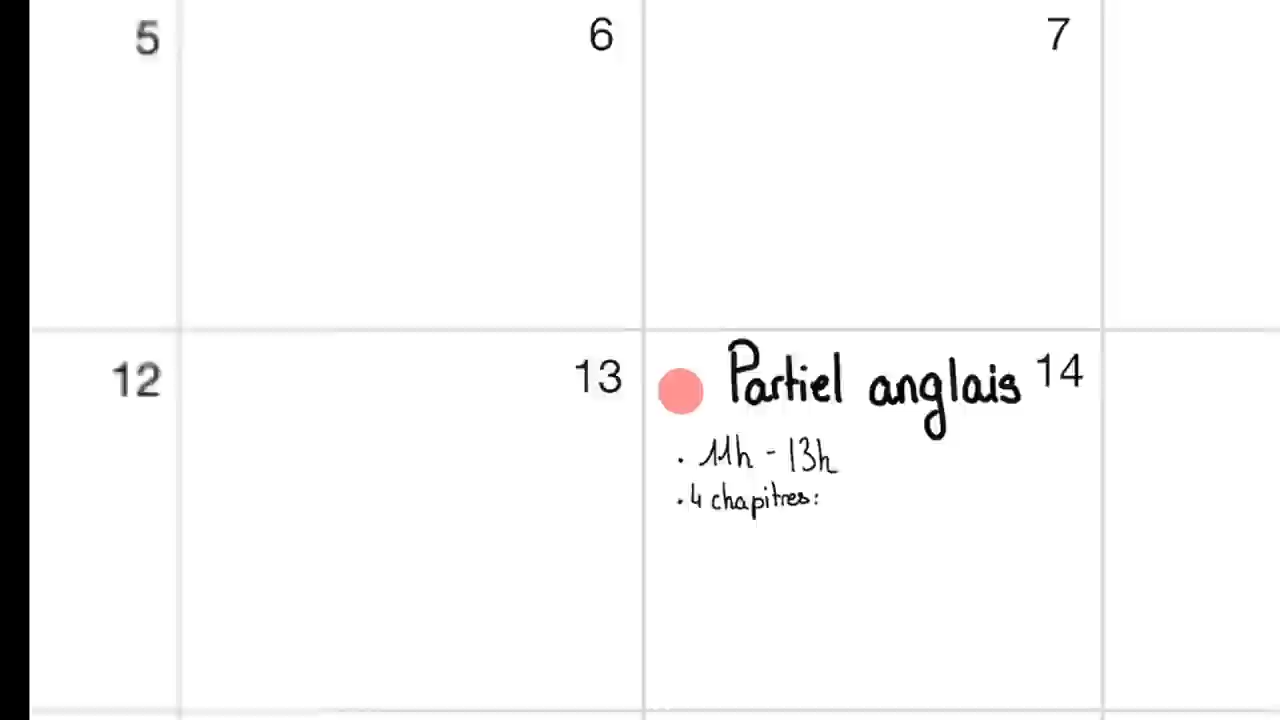 5
6
7
12
13
Partiel anglais 14
. 11h - 13h
. 4 chapitres: